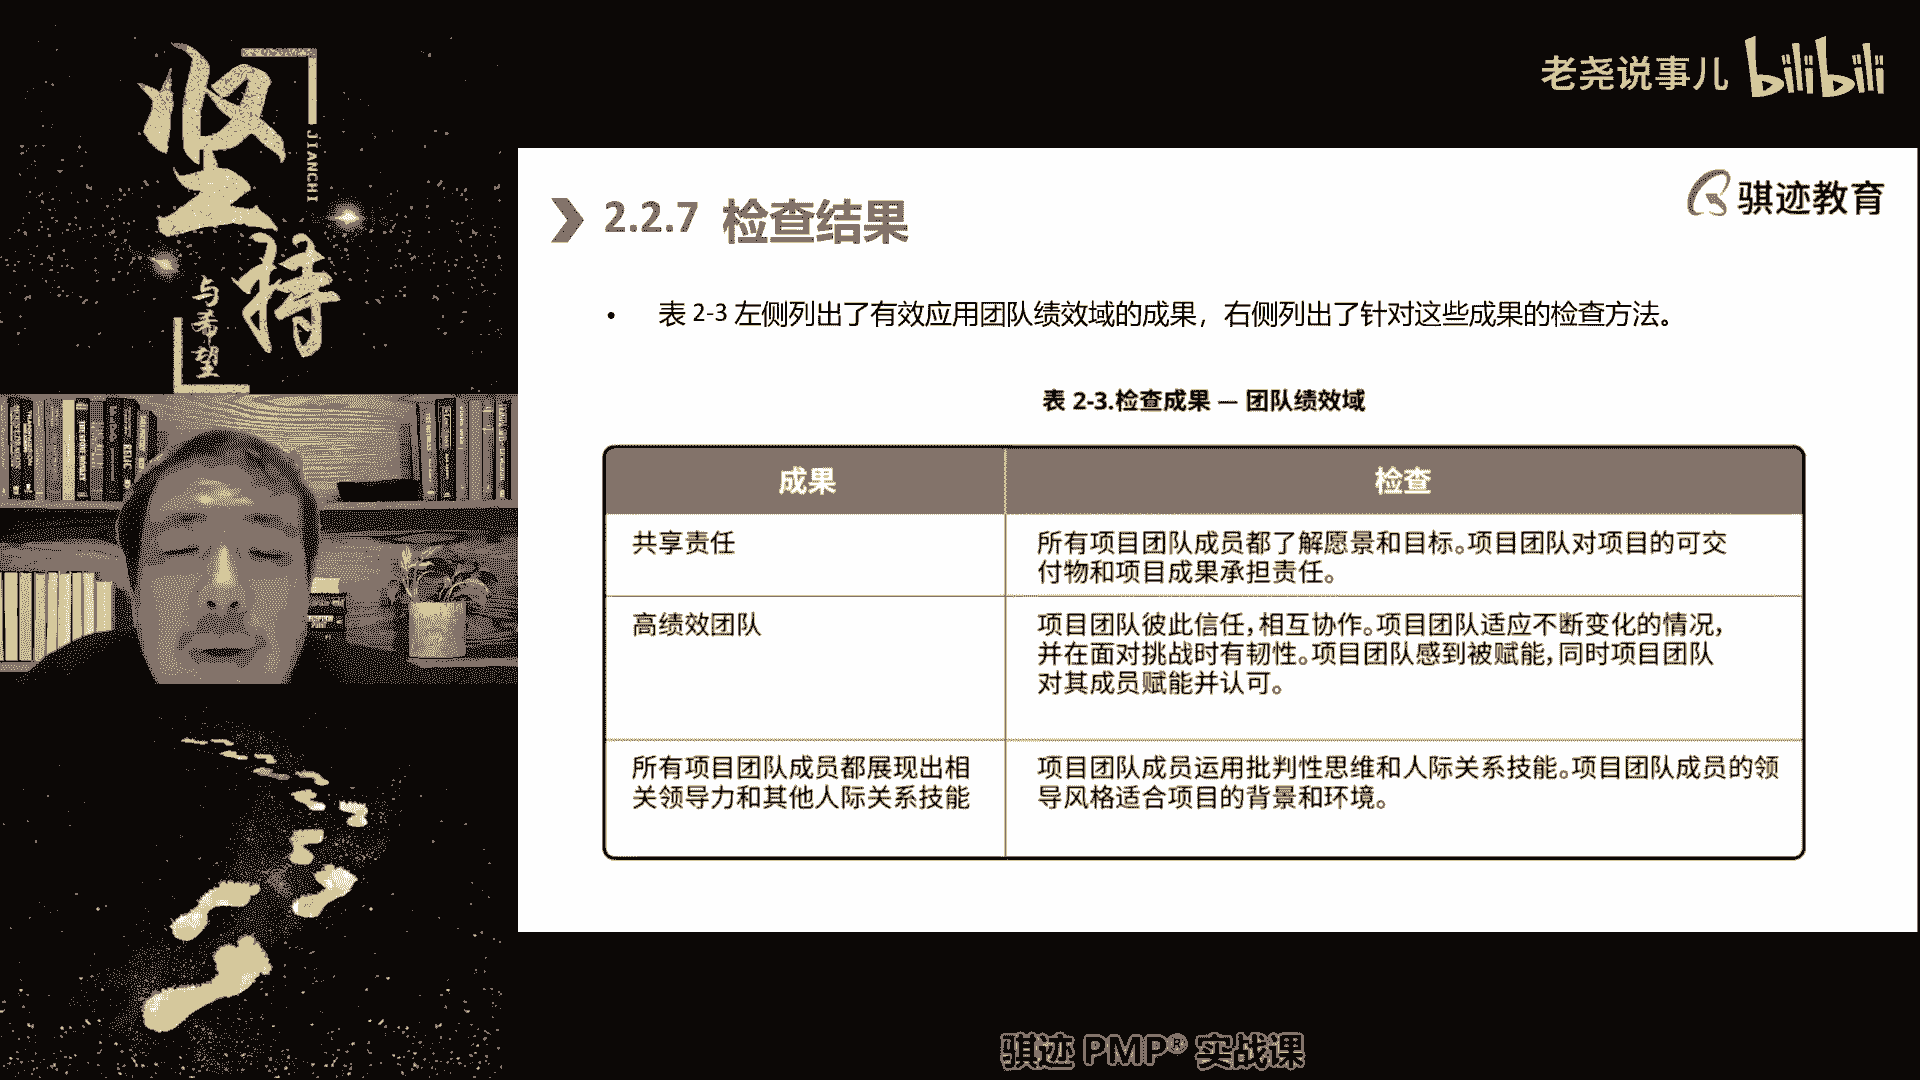 坚持
JIANCHI
与希望
老尧说事儿 bilibili
骐迹教育
2.2.7 检查结果
• 表 2-3 左侧列出了有效应用团队绩效域的成果，右侧列出了针对这些成果的检查方法。
表 2-3.检查成果 — 团队绩效域
成果
检查
共享责任
所有项目团队成员都了解愿景和目标。项目团队对项目的可交
付物和项目成果承担责任。
高绩效团队
项目团队彼此信任，相互协作。项目团队适应不断变化的情况，
并在面对挑战时有韧性。项目团队感到被赋能，同时项目团队
对其成员赋能并认可。
所有项目团队成员都展现出相
关领导力和其他人际关系技能
项目团队成员运用批判性思维和人际关系技能。项目团队成员的领
导风格适合项目的背景和环境。
骐迹 PMP® 实战课